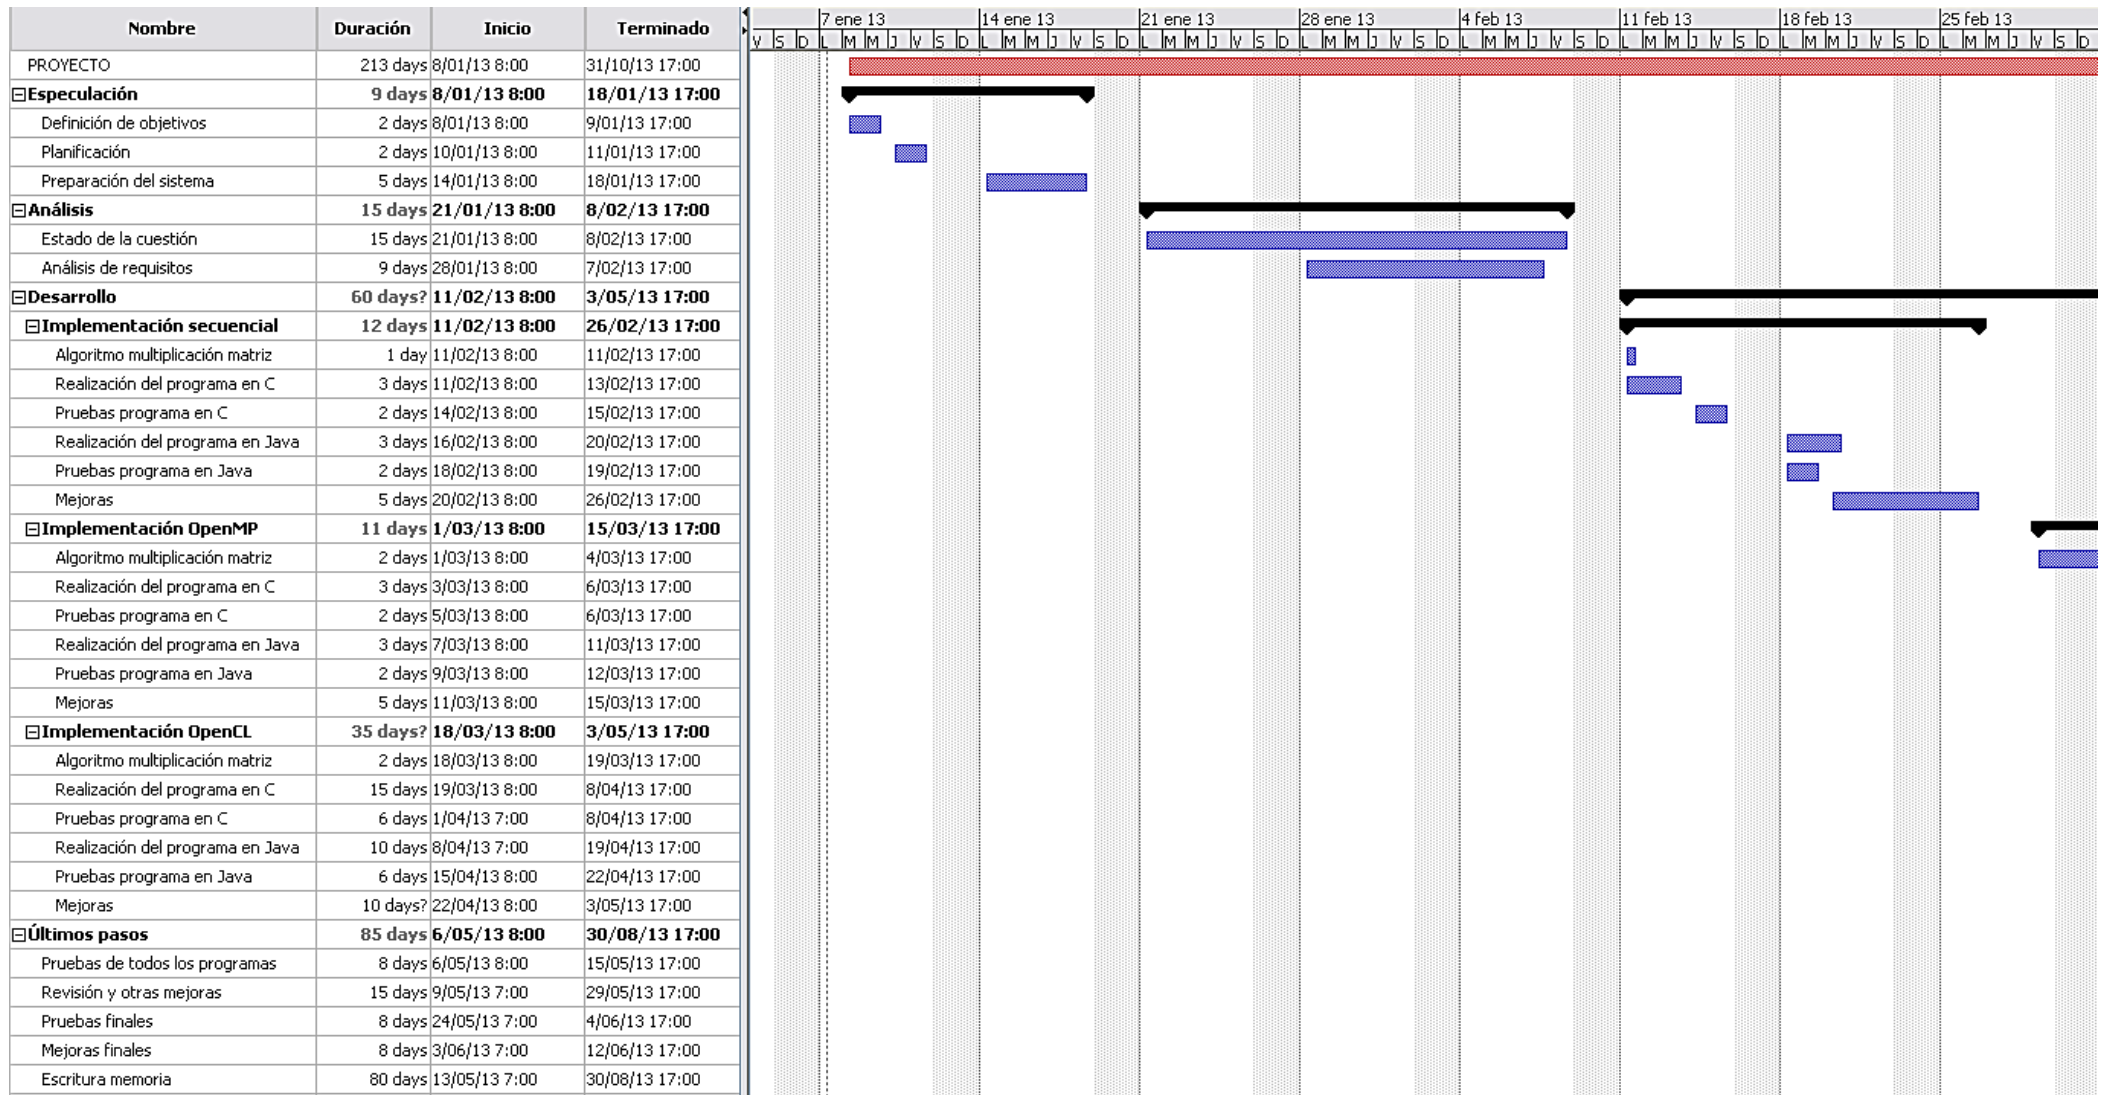 Nombre Duración Inicio Terminado
7 ene 13 14 ene 13 21 ene 13 28 ene 13 4 feb 13 11 feb 13 18 feb 13 25 feb 13
V S D L M M J V S D L M M J V S D L M M J V S D L M M J V S D L M M J V S D L M M J V S D L M M J V S D L M M J V S D
PROYECTO 213 days 8/01/13 8:00 31/10/13 17:00
Especulación 9 days 8/01/13 8:00 18/01/13 17:00
Definición de objetivos 2 days 8/01/13 8:00 9/01/13 17:00
Planificación 2 days 10/01/13 8:00 11/01/13 17:00
Preparación del sistema 5 days 14/01/13 8:00 18/01/13 17:00
Análisis 15 days 21/01/13 8:00 8/02/13 17:00
Estado de la cuestión 15 days 21/01/13 8:00 8/02/13 17:00
Análisis de requisitos 9 days 28/01/13 8:00 7/02/13 17:00
Desarrollo 60 days? 11/02/13 8:00 3/05/13 17:00
Implementación secuencial 12 days 11/02/13 8:00 26/02/13 17:00
Algoritmo multiplicación matriz 1 day 11/02/13 8:00 11/02/13 17:00
Realización del programa en C 3 days 11/02/13 8:00 13/02/13 17:00
Pruebas programa en C 2 days 14/02/13 8:00 15/02/13 17:00
Realización del programa en Java 3 days 16/02/13 8:00 20/02/13 17:00
Pruebas programa en Java 2 days 18/02/13 8:00 19/02/13 17:00
Mejoras 5 days 20/02/13 8:00 26/02/13 17:00
Implementación OpenMP 11 days 1/03/13 8:00 15/03/13 17:00
Algoritmo multiplicación matriz 2 days 1/03/13 8:00 4/03/13 17:00
Realización del programa en C 3 days 3/03/13 8:00 6/03/13 17:00
Pruebas programa en C 2 days 5/03/13 8:00 6/03/13 17:00
Realización del programa en Java 3 days 7/03/13 8:00 11/03/13 17:00
Pruebas programa en Java 2 days 9/03/13 8:00 12/03/13 17:00
Mejoras 5 days 11/03/13 8:00 15/03/13 17:00
Implementación OpenCL 35 days? 18/03/13 8:00 3/05/13 17:00
Algoritmo multiplicación matriz 2 days 18/03/13 8:00 19/03/13 17:00
Realización del programa en C 15 days 19/03/13 8:00 8/04/13 17:00
Pruebas programa en C 6 days 1/04/13 7:00 8/04/13 17:00
Realización del programa en Java 10 days 8/04/13 7:00 19/04/13 17:00
Pruebas programa en Java 6 days 15/04/13 8:00 22/04/13 17:00
Mejoras 10 days? 22/04/13 8:00 3/05/13 17:00
Últimos pasos 85 days 6/05/13 8:00 30/08/13 17:00
Pruebas de todos los programas 8 days 6/05/13 8:00 15/05/13 17:00
Revisión y otras mejoras 15 days 9/05/13 7:00 29/05/13 17:00
Pruebas finales 8 days 24/05/13 7:00 4/06/13 17:00
Mejoras finales 8 days 3/06/13 7:00 12/06/13 17:00
Escritura memoria 80 days 13/05/13 7:00 30/08/13 17:00